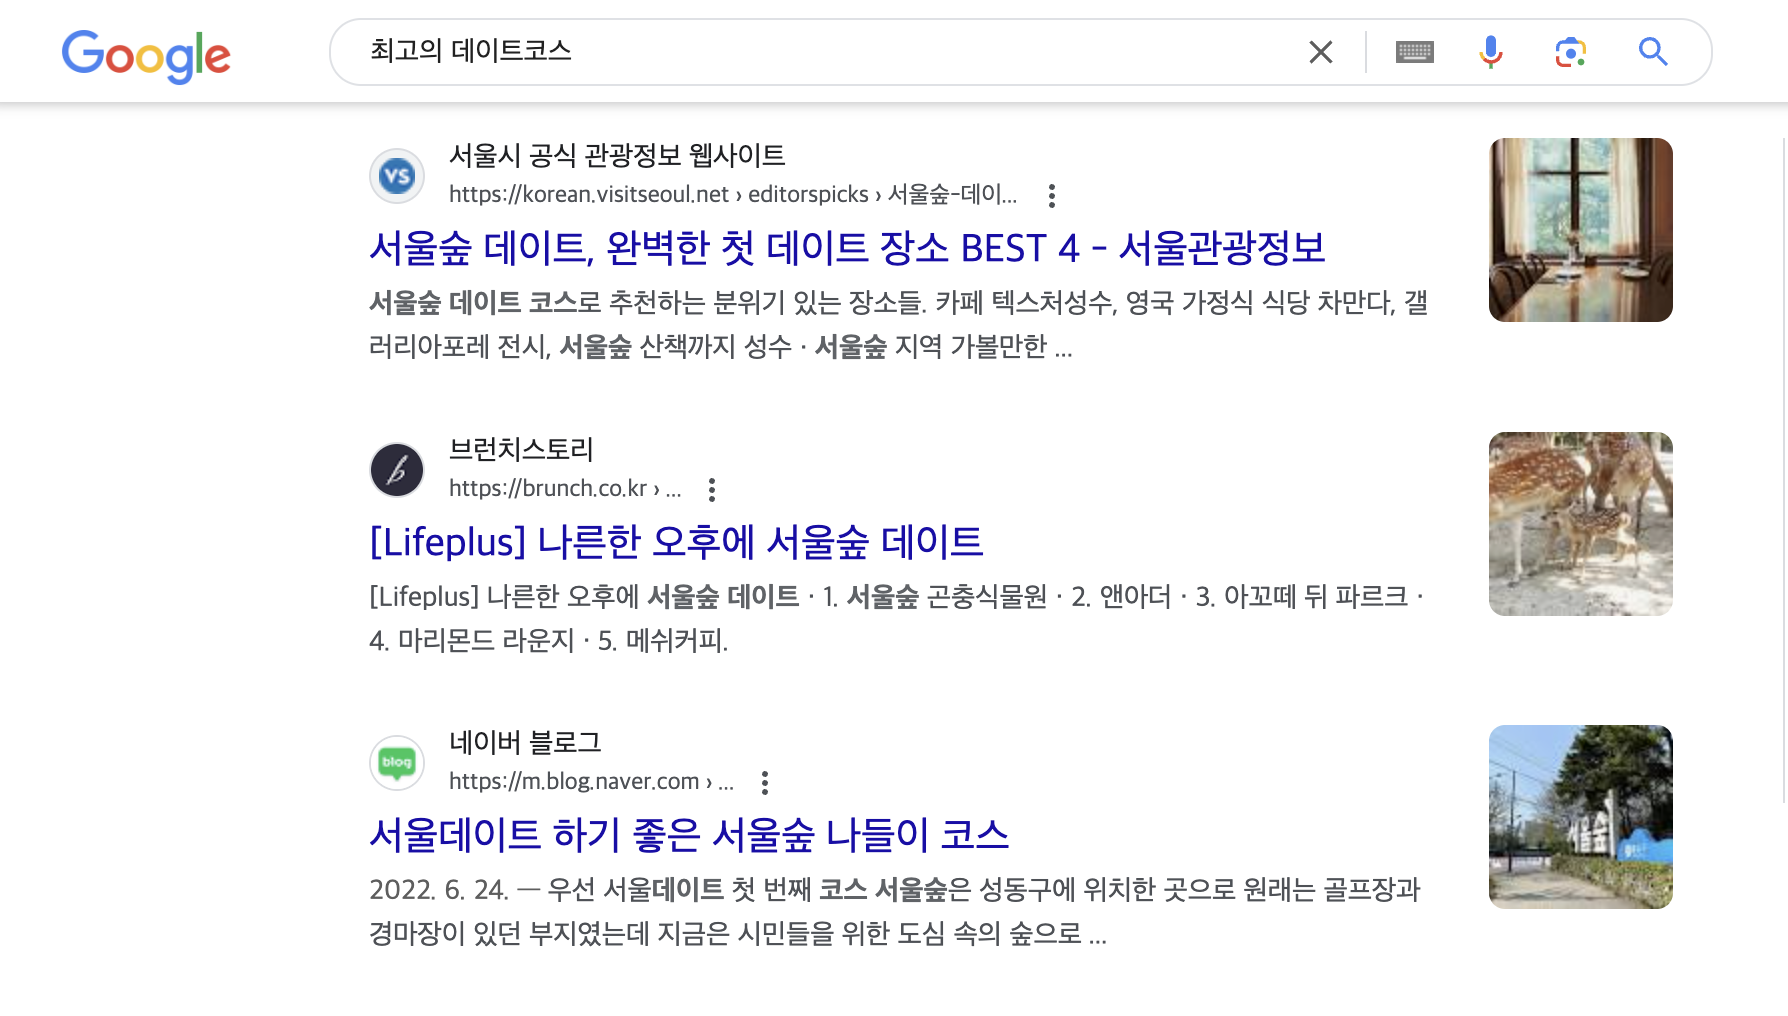 Google
최고의 데이트코스
VS
서울시 공식 관광정보 웹사이트
https://korean.visitseoul.net › editorspicks › 서울숲-데이...
서울숲 데이트, 완벽한 첫 데이트 장소 BEST 4 - 서울관광정보
서울숲 데이트 코스로 추천하는 분위기 있는 장소들. 카페 텍스처성수, 영국 가정식 식당 차만다, 갤
러리아포레 전시, 서울숲 산책까지 성수 · 서울숲 지역 가볼만한 ...
b
브런치스토리
https://brunch.co.kr › ...
[Lifeplus] 나른한 오후에 서울숲 데이트
[Lifeplus] 나른한 오후에 서울숲 데이트 · 1. 서울숲 곤충식물원 · 2. 앤아더 · 3. 아꼬떼 뒤 파르크 ·
4. 마리몬드 라운지 · 5. 메쉬커피.
blog
네이버 블로그
https://m.blog.naver.com › ...
서울데이트 하기 좋은 서울숲 나들이 코스
2022. 6. 24. — 우선 서울데이트 첫 번째 코스 서울숲은 성동구에 위치한 곳으로 원래는 골프장과
경마장이 있던 부지였는데 지금은 시민들을 위한 도심 속의 숲으로 ...